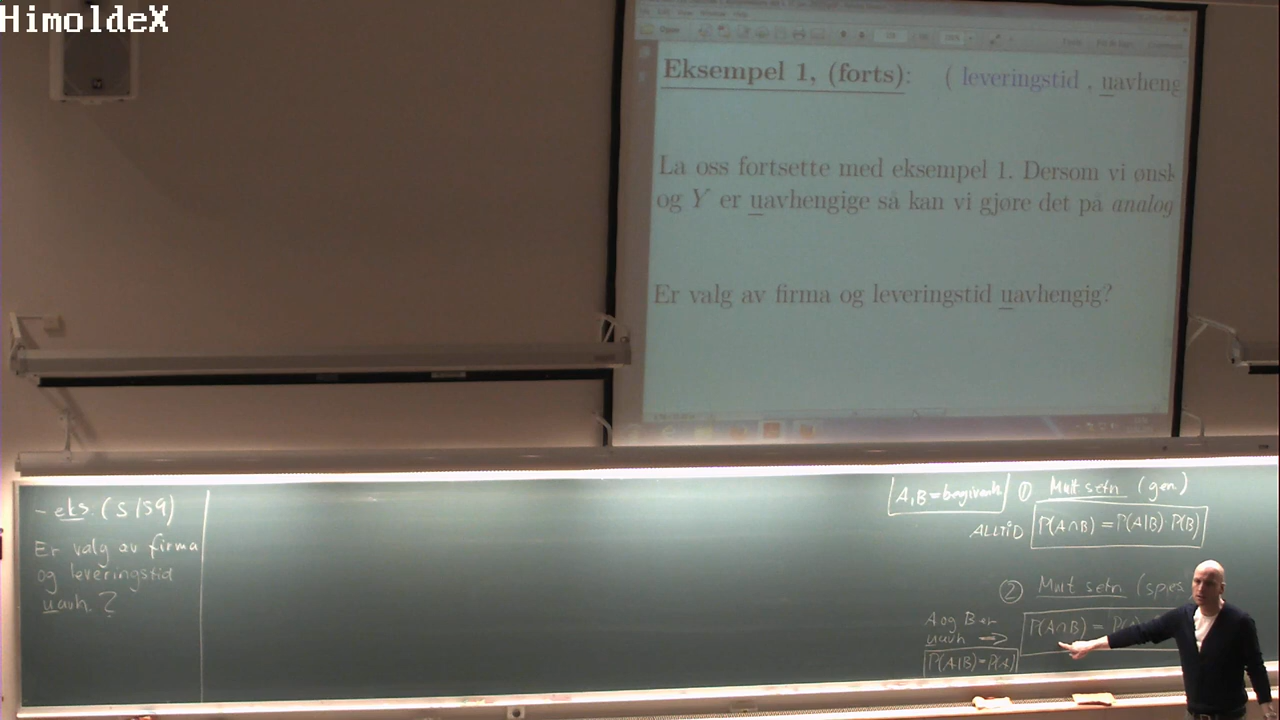 HimoldeX
Eksempel 1, (forts): ( leveringstid , uavheng
La oss fortsette med eksempel 1. Dersom vi ønsk
og Y er uavhengige så kan vi gjøre det på analog
Er valg av firma og leveringstid uavhengig?
- eks. (s 159)
Er valg av firma
og leveringstid
uavh. ?
A,B = begivenh. ① Mult setn (gen)
ALLTID P(A∩B) = P(A|B) P(B)
② Mult setn (spes
A og B er
uavh ⇒ P(A∩B) = P(A)
P(A|B) = P(A)